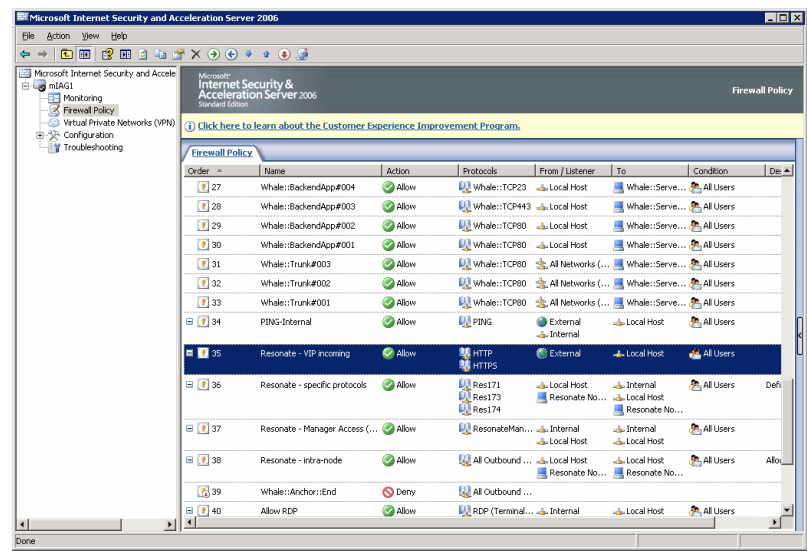 Microsoft Internet Security and Acceleration Server 2006
File Action View Help
Microsoft Internet Security and Accele
mIAG1
Monitoring
Firewall Policy
Virtual Private Networks (VPN)
Configuration
Troubleshooting
Microsoft®
Internet Security &
Acceleration Server 2006
Standard Edition
Firewall Policy
Click here to learn about the Customer Experience Improvement Program.
Firewall Policy
Order Name Action Protocols From / Listener To Condition De
27 Whale::BackendApp#004 Allow Whale::TCP23 Local Host Whale::Serve... All Users
28 Whale::BackendApp#003 Allow Whale::TCP443 Local Host Whale::Serve... All Users
29 Whale::BackendApp#002 Allow Whale::TCP80 Local Host Whale::Serve... All Users
30 Whale::BackendApp#001 Allow Whale::TCP80 Local Host Whale::Serve... All Users
31 Whale::Trunk#003 Allow Whale::TCP80 All Networks (... Whale::Serve... All Users
32 Whale::Trunk#002 Allow Whale::TCP80 All Networks (... Whale::Serve... All Users
33 Whale::Trunk#001 Allow Whale::TCP80 All Networks (... Whale::Serve... All Users
34 PING-Internal Allow PING External Local Host All Users
Internal
35 Resonate - VIP incoming Allow HTTP External Local Host All Users
HTTPS
36 Resonate - specific protocols Allow Res171 Local Host Internal All Users Defi
Res173 Resonate No... Local Host
Res174 Resonate No...
37 Resonate - Manager Access (... Allow ResonateMan... Internal Internal All Users
Local Host Local Host
38 Resonate - intra-node Allow All Outbound ... Local Host Local Host All Users Allow
Resonate No... Resonate No...
39 Whale::Anchor::End Deny All Outbound ...
40 Allow RDP Allow RDP (Terminal... Internal Local Host All Users
Done